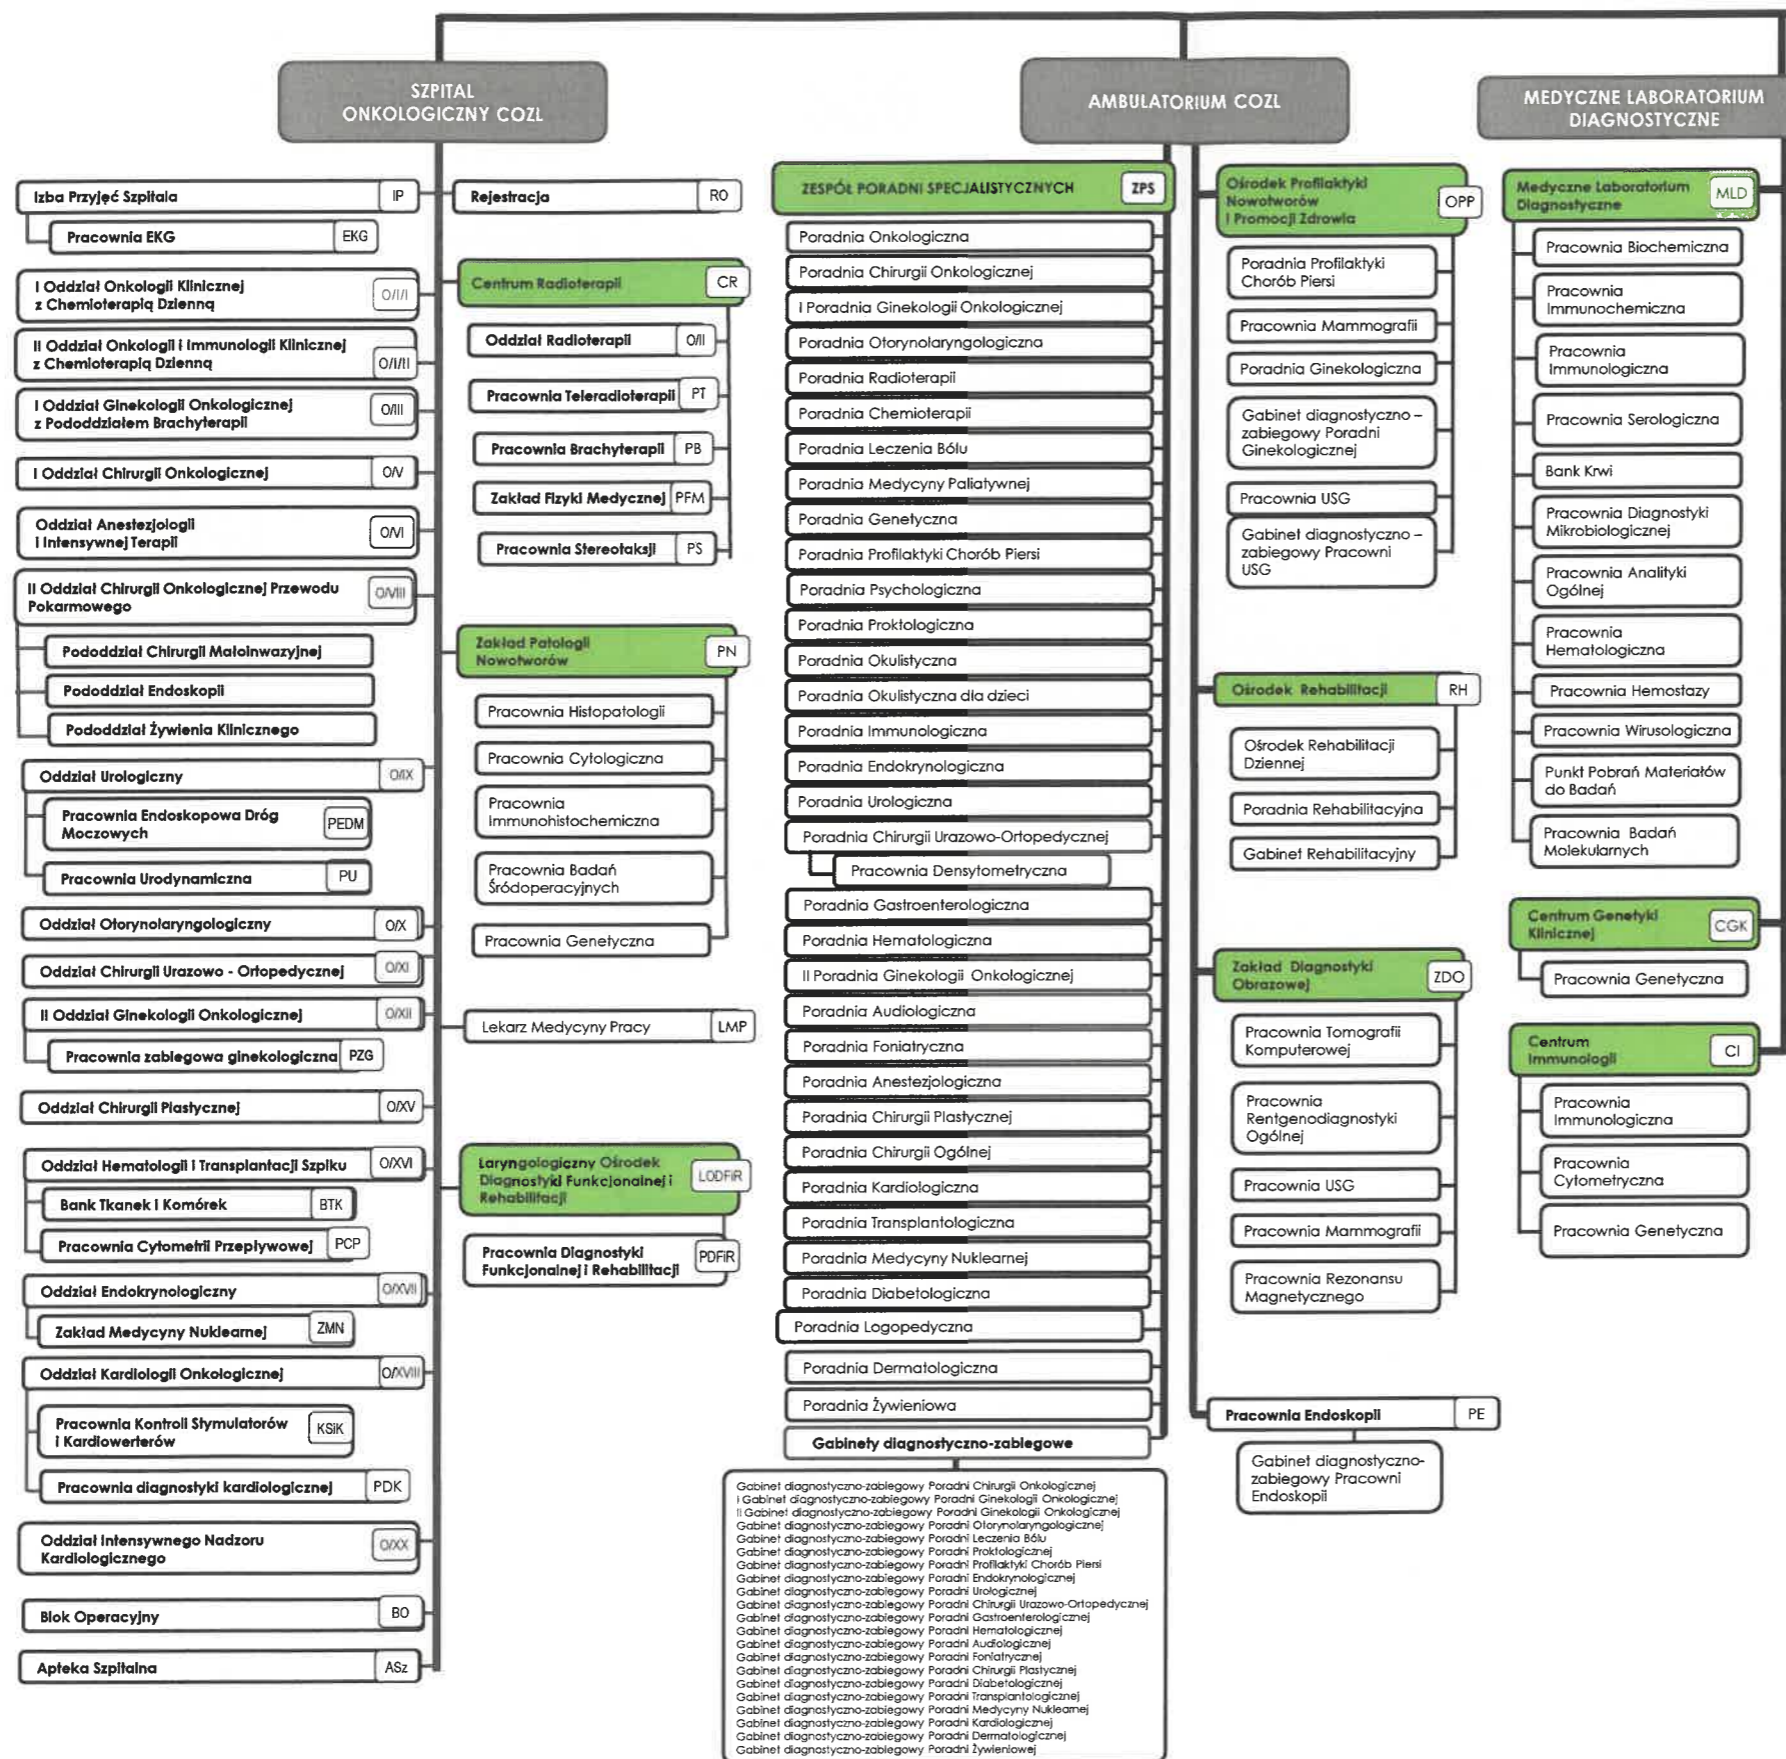 SZPITAL
ONKOLOGICZNY COZL
Izba Przyjęć Szpitala
IP
Pracownia EKG
EKG
I Oddział Onkologii Klinicznej
z Chemioterapią Dzienną
O/I/I
II Oddział Onkologii i Immunologii Klinicznej
z Chemioterapią Dzienną
O/I/II
I Oddział Ginekologii Onkologicznej
z Pododdziałem Brachyterapii
O/III
I Oddział Chirurgii Onkologicznej
O/V
Oddział Anestezjologii
i Intensywnej Terapii
O/VI
II Oddział Chirurgii Onkologicznej Przewodu
Pokarmowego
O/VIII
Pododdział Chirurgii Małoinwazyjnej
Pododdział Endoskopii
Pododdział Żywienia Klinicznego
Oddział Urologiczny
O/IX
Pracownia Endoskopowa Dróg
Moczowych
PEDM
Pracownia Urodynamiczna
PU
Oddział Otorynolaryngologiczny
O/X
Oddział Chirurgii Urazowo - Ortopedycznej
O/XI
II Oddział Ginekologii Onkologicznej
O/XII
Pracownia zabiegowa ginekologiczna
PZG
Oddział Chirurgii Plastycznej
O/XV
Oddział Hematologii i Transplantacji Szpiku
O/XVI
Bank Tkanek i Komórek
BTK
Pracownia Cytometrii Przepływowej
PCP
Oddział Endokrynologiczny
O/XVII
Zakład Medycyny Nuklearnej
ZMN
Oddział Kardiologii Onkologicznej
O/XVIII
Pracownia Kontroli Stymulatorów
i Kardiowerterów
KSiK
Pracownia diagnostyki kardiologicznej
PDK
Oddział Intensywnego Nadzoru
Kardiologicznego
O/XX
Blok Operacyjny
BO
Apteka Szpitalna
ASz
Rejestracja
RO
Centrum Radioterapii
CR
Oddział Radioterapii
O/II
Pracownia Teleradioterapii
PT
Pracownia Brachyterapii
PB
Zakład Fizyki Medycznej
PFM
Pracownia Stereotaksji
PS
Zakład Patologii
Nowotworów
PN
Pracownia Histopatologii
Pracownia Cytologiczna
Pracownia
Immunohistochemiczna
Pracownia Badań
Śródoperacyjnych
Pracownia Genetyczna
Lekarz Medycyny Pracy
LMP
Laryngologiczny Ośrodek
Diagnostyki Funkcjonalnej i
Rehabilitacji
LODFiR
Pracownia Diagnostyki
Funkcjonalnej i Rehabilitacji
PDFiR
AMBULATORIUM COZL
ZESPÓŁ PORADNI SPECJALISTYCZNYCH
ZPS
Poradnia Onkologiczna
Poradnia Chirurgii Onkologicznej
I Poradnia Ginekologii Onkologicznej
Poradnia Otorynolaryngologiczna
Poradnia Radioterapii
Poradnia Chemioterapii
Poradnia Leczenia Bólu
Poradnia Medycyny Paliatywnej
Poradnia Genetyczna
Poradnia Profilaktyki Chorób Piersi
Poradnia Psychologiczna
Poradnia Proktologiczna
Poradnia Okulistyczna
Poradnia Okulistyczna dla dzieci
Poradnia Immunologiczna
Poradnia Endokrynologiczna
Poradnia Urologiczna
Poradnia Chirurgii Urazowo-Ortopedycznej
Pracownia Densytometryczna
Poradnia Gastroenterologiczna
Poradnia Hematologiczna
II Poradnia Ginekologii Onkologicznej
Poradnia Audiologiczna
Poradnia Foniatryczna
Poradnia Anestezjologiczna
Poradnia Chirurgii Plastycznej
Poradnia Chirurgii Ogólnej
Poradnia Kardiologiczna
Poradnia Transplantologiczna
Poradnia Medycyny Nuklearnej
Poradnia Diabetologiczna
Poradnia Logopedyczna
Poradnia Dermatologiczna
Poradnia Żywieniowa
Gabinety diagnostyczno-zabiegowe
Gabinet diagnostyczno-zabiegowy Poradni Chirurgii Onkologicznej
I Gabinet diagnostyczno-zabiegowy Poradni Ginekologii Onkologicznej
II Gabinet diagnostyczno-zabiegowy Poradni Ginekologii Onkologicznej
Gabinet diagnostyczno-zabiegowy Poradni Otorynolaryngologicznej
Gabinet diagnostyczno-zabiegowy Poradni Leczenia Bólu
Gabinet diagnostyczno-zabiegowy Poradni Proktologicznej
Gabinet diagnostyczno-zabiegowy Poradni Profilaktyki Chorób Piersi
Gabinet diagnostyczno-zabiegowy Poradni Endokrynologicznej
Gabinet diagnostyczno-zabiegowy Poradni Urologicznej
Gabinet diagnostyczno-zabiegowy Poradni Chirurgii Urazowo-Ortopedycznej
Gabinet diagnostyczno-zabiegowy Poradni Gastroenterologicznej
Gabinet diagnostyczno-zabiegowy Poradni Hematologicznej
Gabinet diagnostyczno-zabiegowy Poradni Audiologicznej
Gabinet diagnostyczno-zabiegowy Poradni Foniatrycznej
Gabinet diagnostyczno-zabiegowy Poradni Chirurgii Plastycznej
Gabinet diagnostyczno-zabiegowy Poradni Diabetologicznej
Gabinet diagnostyczno-zabiegowy Poradni Transplantologicznej
Gabinet diagnostyczno-zabiegowy Poradni Medycyny Nuklearnej
Gabinet diagnostyczno-zabiegowy Poradni Kardiologicznej
Gabinet diagnostyczno-zabiegowy Poradni Dermatologicznej
Gabinet diagnostyczno-zabiegowy Poradni Żywieniowej
Ośrodek Profilaktyki
Nowotworów
i Promocji Zdrowia
OPP
Poradnia Profilaktyki
Chorób Piersi
Pracownia Mammografii
Poradnia Ginekologiczna
Gabinet diagnostyczno –
zabiegowy Poradni
Ginekologicznej
Pracownia USG
Gabinet diagnostyczno –
zabiegowy Pracowni
USG
Ośrodek Rehabilitacji
RH
Ośrodek Rehabilitacji
Dziennej
Poradnia Rehabilitacyjna
Gabinet Rehabilitacyjny
Zakład Diagnostyki
Obrazowej
ZDO
Pracownia Tomografii
Komputerowej
Pracownia
Rentgenodiagnostyki
Ogólnej
Pracownia USG
Pracownia Mammografii
Pracownia Rezonansu
Magnetycznego
Pracownia Endoskopii
PE
Gabinet diagnostyczno-
zabiegowy Pracowni
Endoskopii
MEDYCZNE LABORATORIUM
DIAGNOSTYCZNE
Medyczne Laboratorium
Diagnostyczne
MLD
Pracownia Biochemiczna
Pracownia
Immunochemiczna
Pracownia
Immunologiczna
Pracownia Serologiczna
Bank Krwi
Pracownia Diagnostyki
Mikrobiologicznej
Pracownia Analityki
Ogólnej
Pracownia
Hematologiczna
Pracownia Hemostazy
Pracownia Wirusologiczna
Punkt Pobrań Materiałów
do Badań
Pracownia Badań
Molekularnych
Centrum Genetyki
Klinicznej
CGK
Pracownia Genetyczna
Centrum
Immunologii
CI
Pracownia
Immunologiczna
Pracownia
Cytometryczna
Pracownia Genetyczna